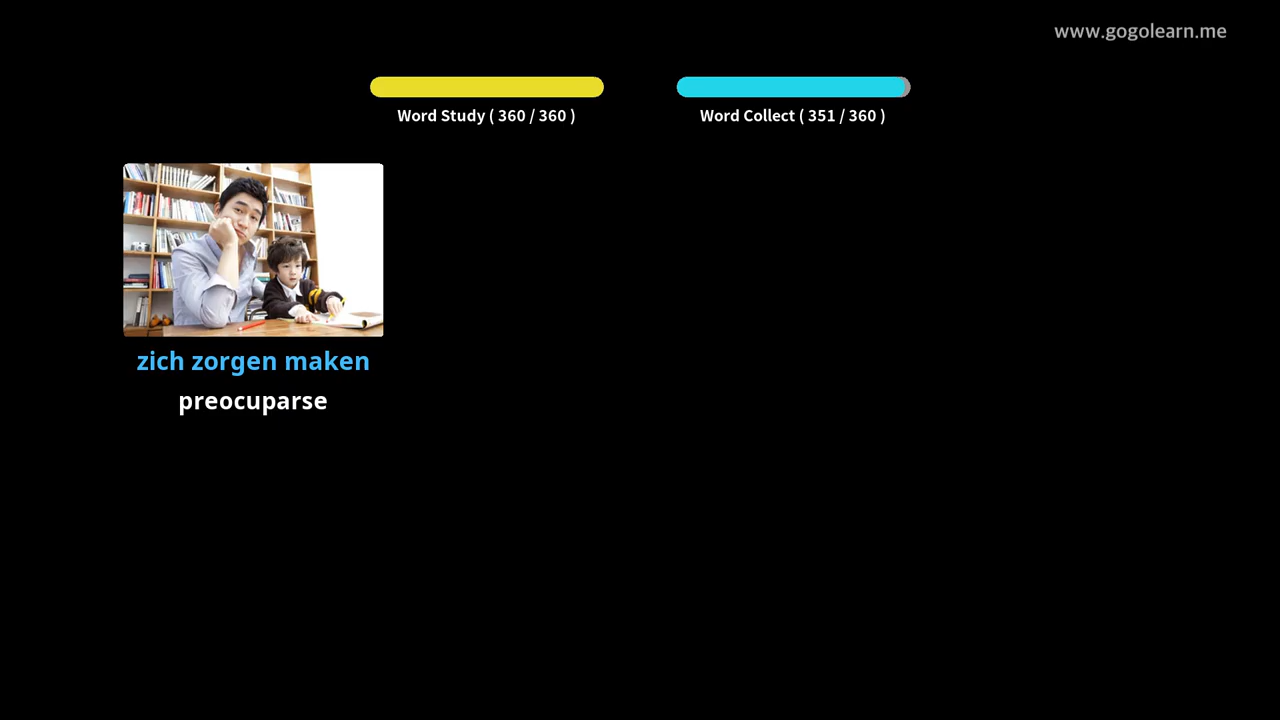 www.gogolearn.me
Word Study ( 360 / 360 )
Word Collect ( 351 / 360 )
zich zorgen maken
preocuparse